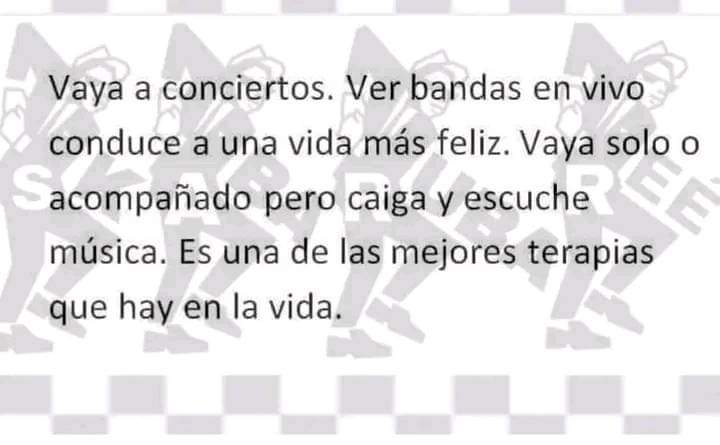 Vaya a conciertos. Ver bandas en vivo
conduce a una vida más feliz. Vaya solo o
acompañado pero caiga y escuche
música. Es una de las mejores terapias
que hay en la vida.